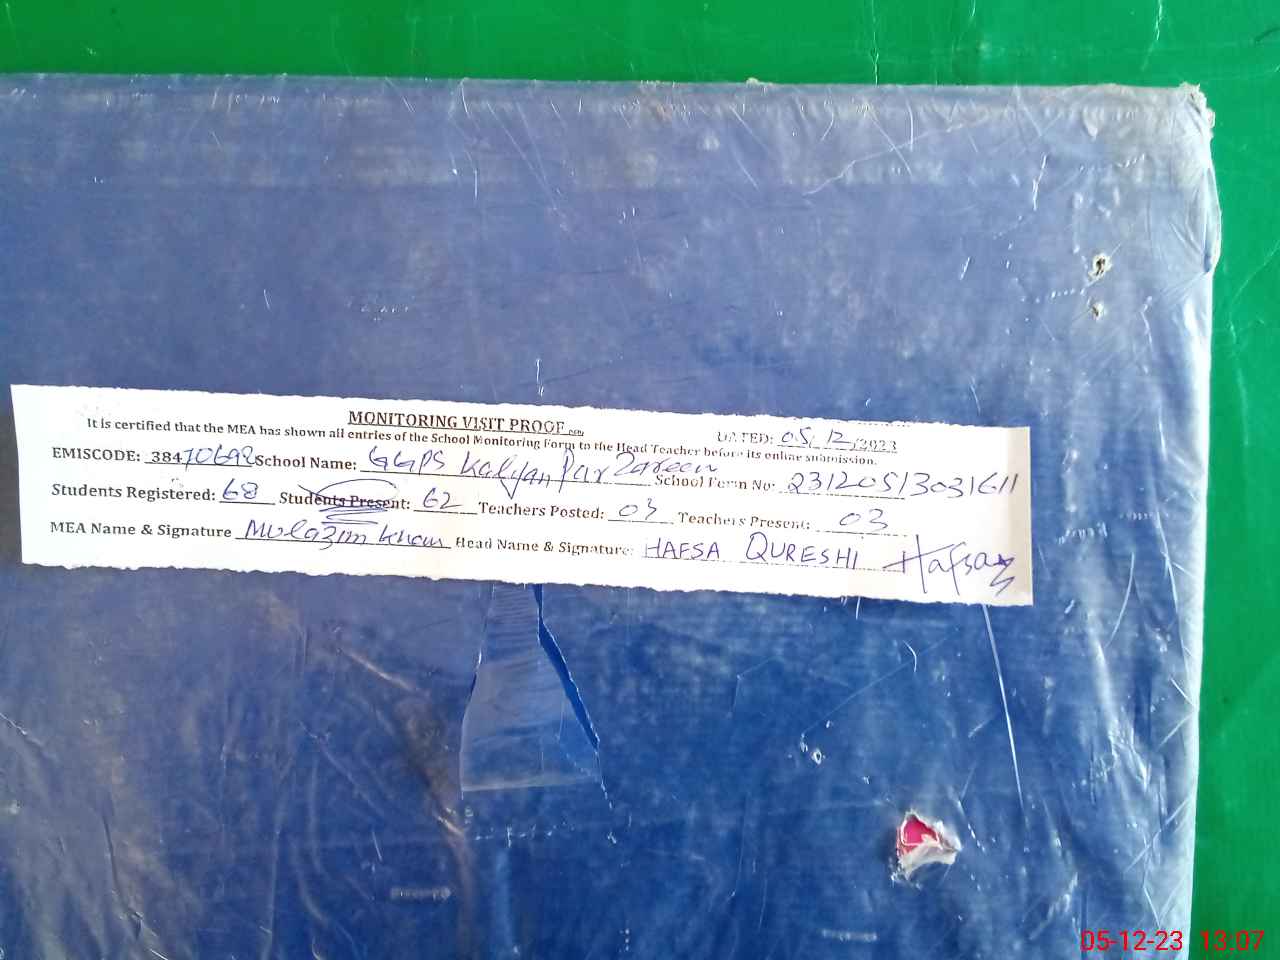 MONITORING VISIT PROOF DATED: 05/12/2023
It is certified that the MEA has shown all entries of the School Monitoring Form to the Head Teacher before its online submission.
EMISCODE: 38470692 School Name: GGPS Kalyan Par Zareen School Form No: 23120513031611
Students Registered: 68 Students Present: 62 Teachers Posted: 03 Teachers Present: 03
MEA Name & Signature Mulazim Khan Head Name & Signature: HAFSA QURESHI Hafsa
05-12-23 13.07